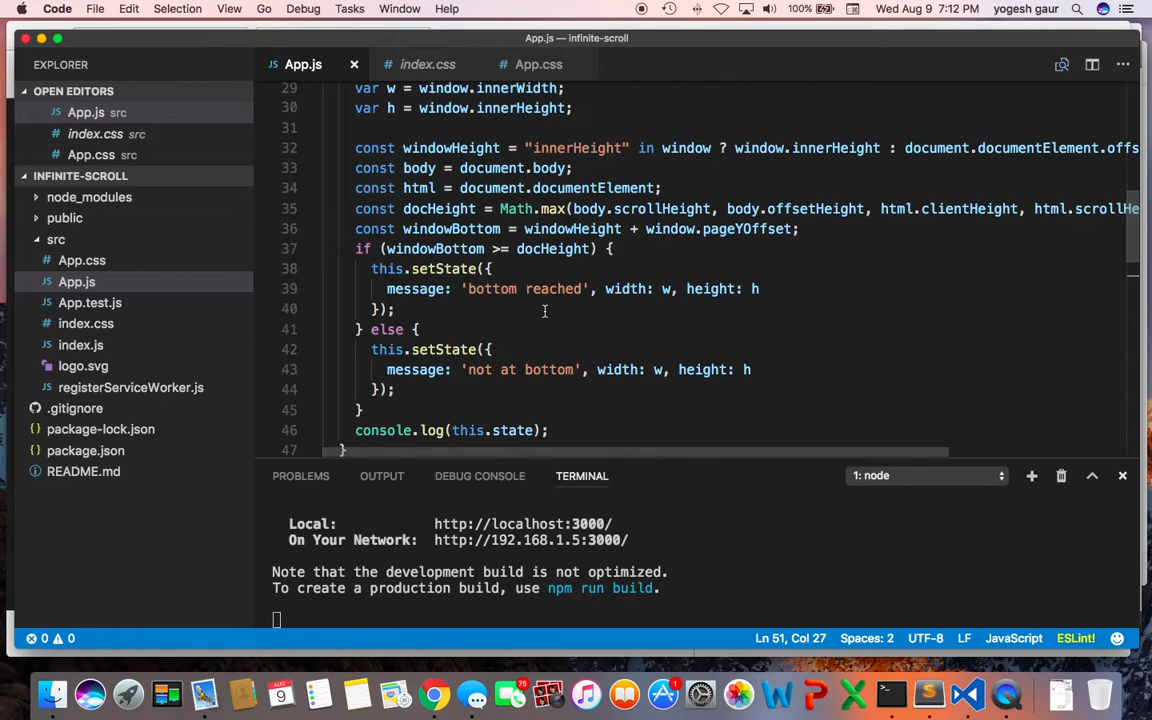 Code File Edit Selection View Go Debug Tasks Window Help 100% Wed Aug 9 7:12 PM yogesh gaur
App.js — infinite-scroll
EXPLORER
JS App.js
# index.css
# App.css
OPEN EDITORS
JS App.js src
# index.css src
# App.css src
INFINITE-SCROLL
node_modules
public
src
# App.css
JS App.js
JS App.test.js
# index.css
JS index.js
logo.svg
JS registerServiceWorker.js
.gitignore
{} package-lock.json
{} package.json
README.md
29 var w = window.innerWidth;
30 var h = window.innerHeight;
31
32 const windowHeight = "innerHeight" in window ? window.innerHeight : document.documentElement.offs
33 const body = document.body;
34 const html = document.documentElement;
35 const docHeight = Math.max(body.scrollHeight, body.offsetHeight, html.clientHeight, html.scrollHe
36 const windowBottom = windowHeight + window.pageYOffset;
37 if (windowBottom >= docHeight) {
38 this.setState({
39 message: 'bottom reached', width: w, height: h
40 });
41 } else {
42 this.setState({
43 message: 'not at bottom', width: w, height: h
44 });
45 }
46 console.log(this.state);
47 }
PROBLEMS OUTPUT DEBUG CONSOLE TERMINAL 1: node
Local: http://localhost:3000/
On Your Network: http://192.168.1.5:3000/
Note that the development build is not optimized.
To create a production build, use npm run build.
0 0 Ln 51, Col 27 Spaces: 2 UTF-8 LF JavaScript ESLint!
9
75
1